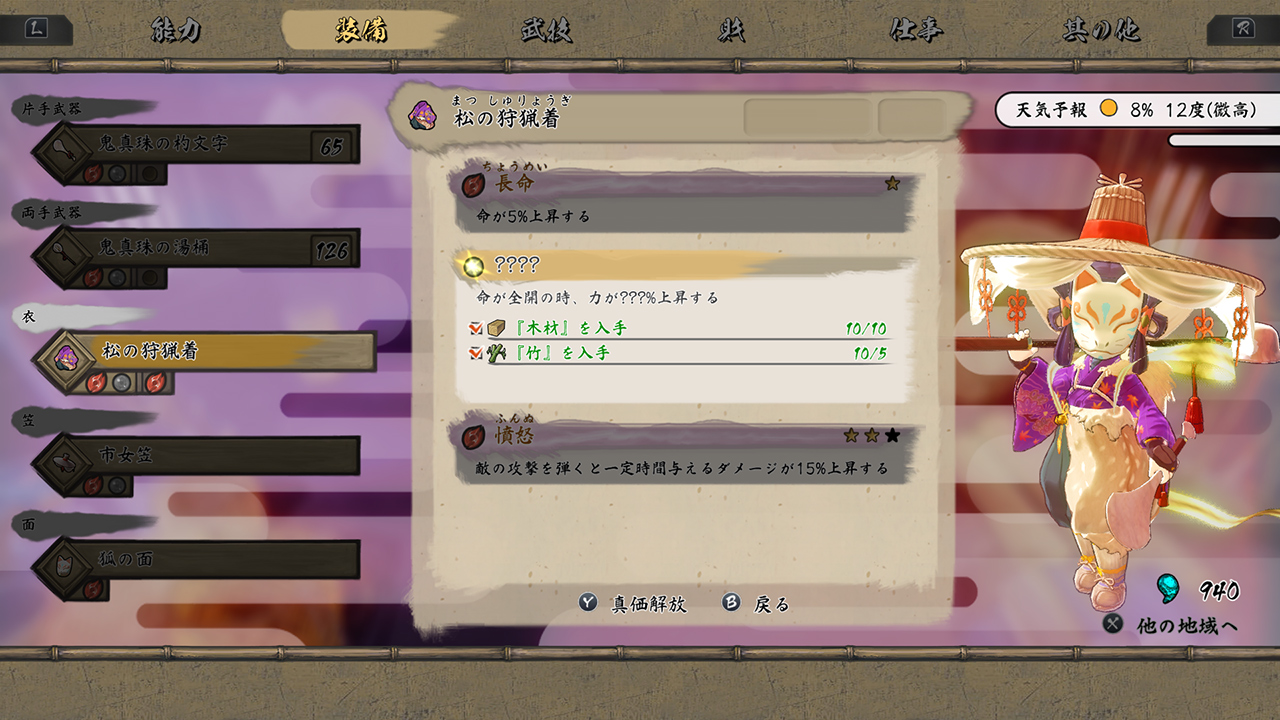 L 能力 装備 武技 財 仕事 其の他 R
片手武器
鬼真珠の杓文字 65
両手武器
鬼真珠の湯桶 126
衣
松の狩猟着
笠
市女笠
面
狐の面
まつ しゅりょうぎ
松の狩猟着
ちょうめい
長命
命が5%上昇する
????
命が全開の時、力が???%上昇する
『木材』を入手 10/10
『竹』を入手 10/5
ふんぬ
憤怒
敵の攻撃を弾くと一定時間与えるダメージが15%上昇する
Y 真価解放 B 戻る
天気予報 8% 12度(微高)
940
X 他の地域へ